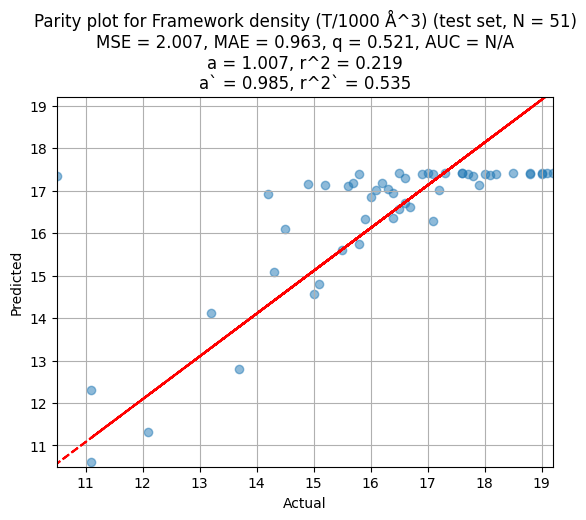 Parity plot for Framework density (T/1000 Å^3) (test set, N = 51)
MSE = 2.007, MAE = 0.963, q = 0.521, AUC = N/A
a = 1.007, r^2 = 0.219
a` = 0.985, r^2` = 0.535
19
18
17
16
15
14
13
12
11
Predicted
11 12 13 14 15 16 17 18 19
Actual